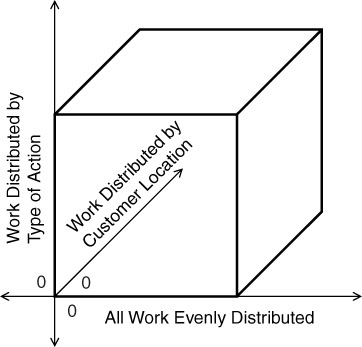 Work Distributed by
Type of Action
Work Distributed by
Customer Location
0
0
0
All Work Evenly Distributed